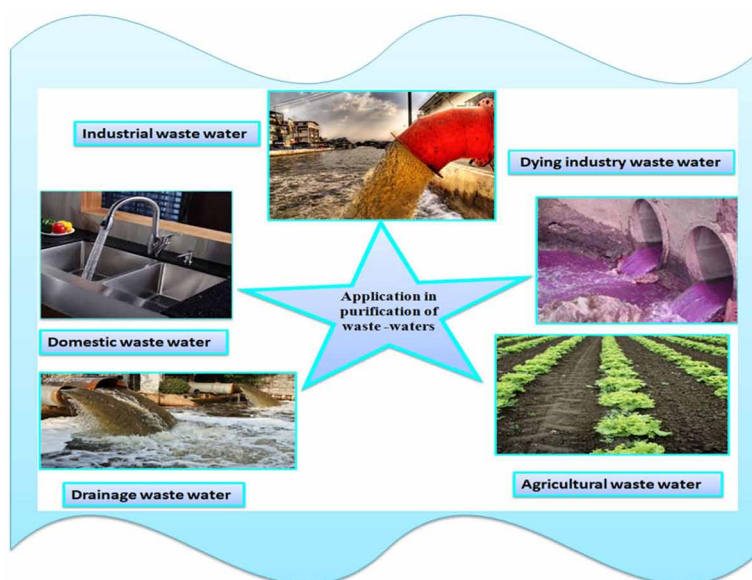 Industrial waste water
Dying industry waste water
Application in
purification of
waste -waters
Domestic waste water
Drainage waste water
Agricultural waste water